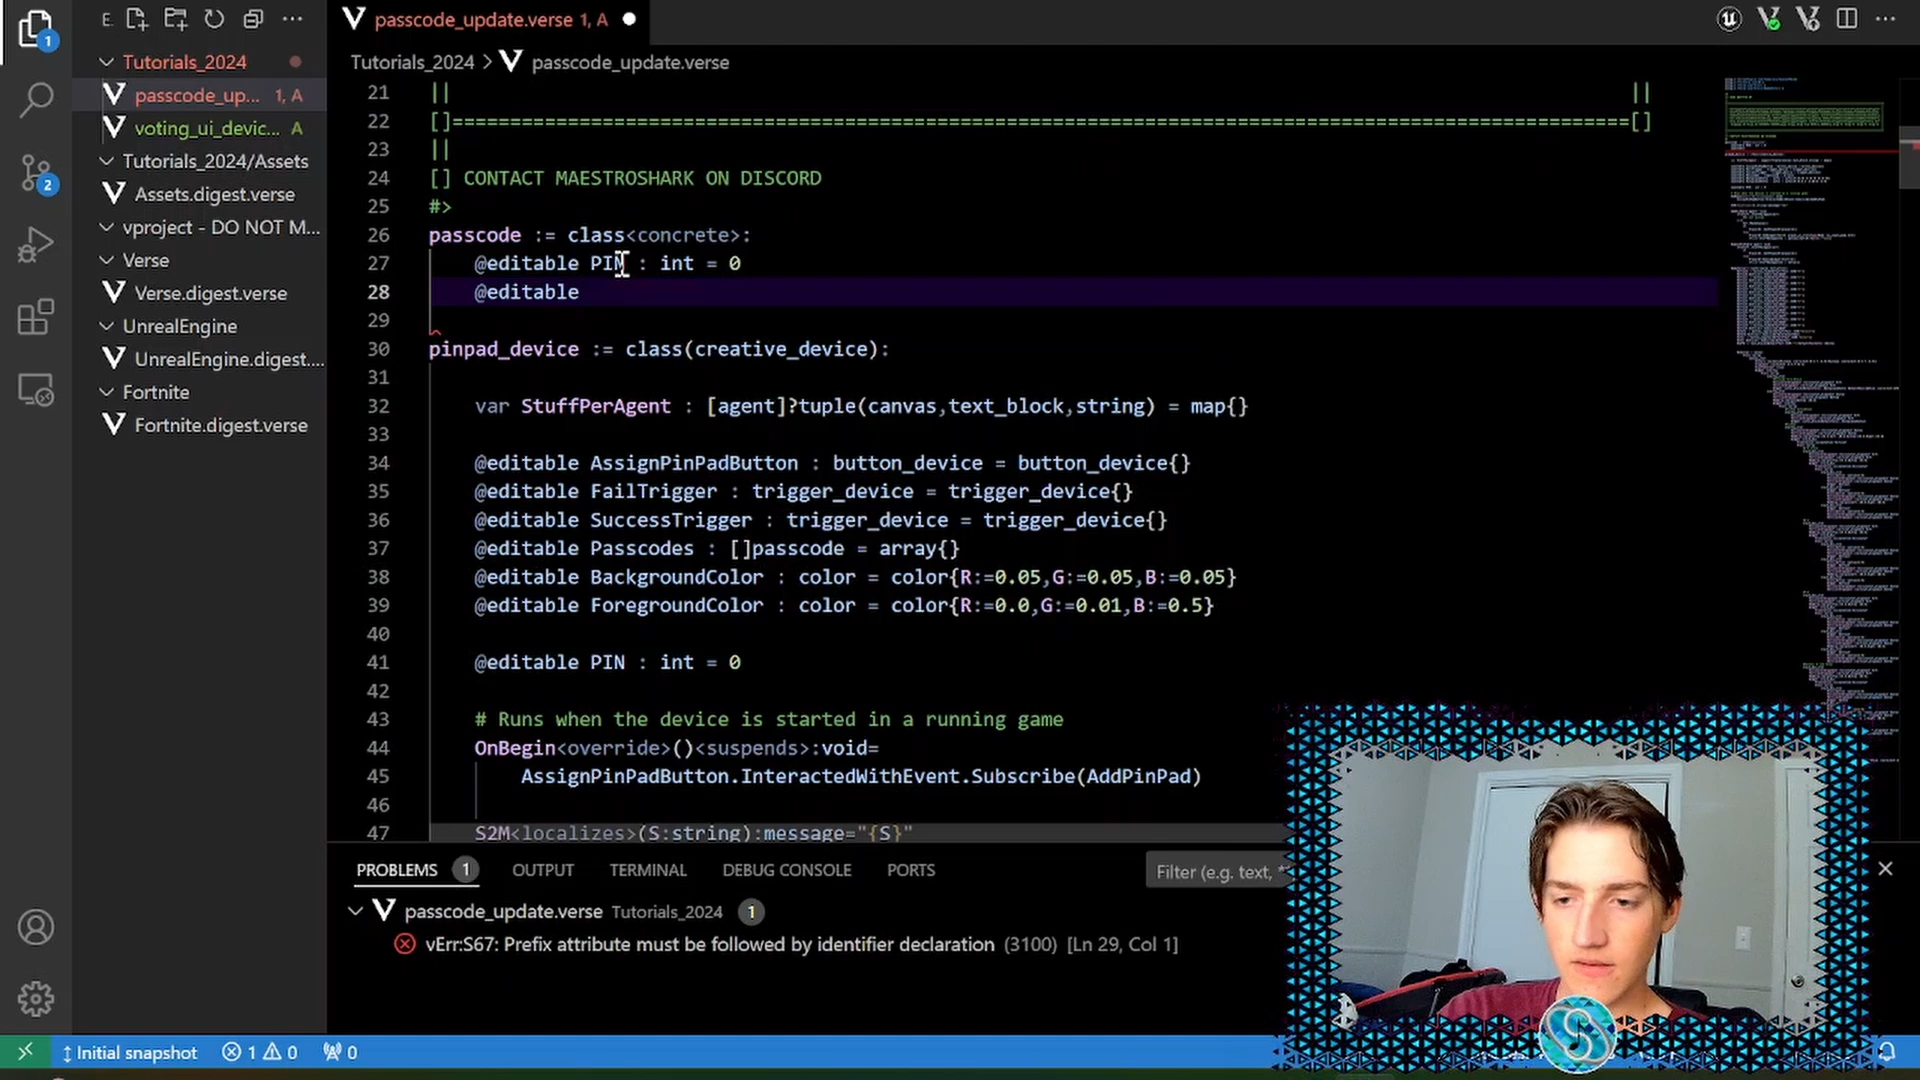 E.
passcode_update.verse 1, A
Tutorials_2024
Tutorials_2024 > passcode_update.verse
passcode_up... 1, A
voting_ui_devic... A
Tutorials_2024/Assets
Assets.digest.verse
vproject - DO NOT M...
Verse
Verse.digest.verse
UnrealEngine
UnrealEngine.digest....
Fortnite
Fortnite.digest.verse
1
2
21 || ||
22 []=======================================================================================================[]
23 ||
24 [] CONTACT MAESTROSHARK ON DISCORD
25 #>
26 passcode := class<concrete>:
27 @editable PIN : int = 0
28 @editable
29
30 pinpad_device := class(creative_device):
31
32 var StuffPerAgent : [agent]?tuple(canvas,text_block,string) = map{}
33
34 @editable AssignPinPadButton : button_device = button_device{}
35 @editable FailTrigger : trigger_device = trigger_device{}
36 @editable SuccessTrigger : trigger_device = trigger_device{}
37 @editable Passcodes : []passcode = array{}
38 @editable BackgroundColor : color = color{R:=0.05,G:=0.05,B:=0.05}
39 @editable ForegroundColor : color = color{R:=0.0,G:=0.01,B:=0.5}
40
41 @editable PIN : int = 0
42
43 # Runs when the device is started in a running game
44 OnBegin<override>()<suspends>:void=
45 AssignPinPadButton.InteractedWithEvent.Subscribe(AddPinPad)
46
47 S2M<localizes>(S:string):message="{S}"
PROBLEMS 1 OUTPUT TERMINAL DEBUG CONSOLE PORTS Filter (e.g. text, *
passcode_update.verse Tutorials_2024 1
vErr:S67: Prefix attribute must be followed by identifier declaration (3100) [Ln 29, Col 1]
Initial snapshot 1 0 0